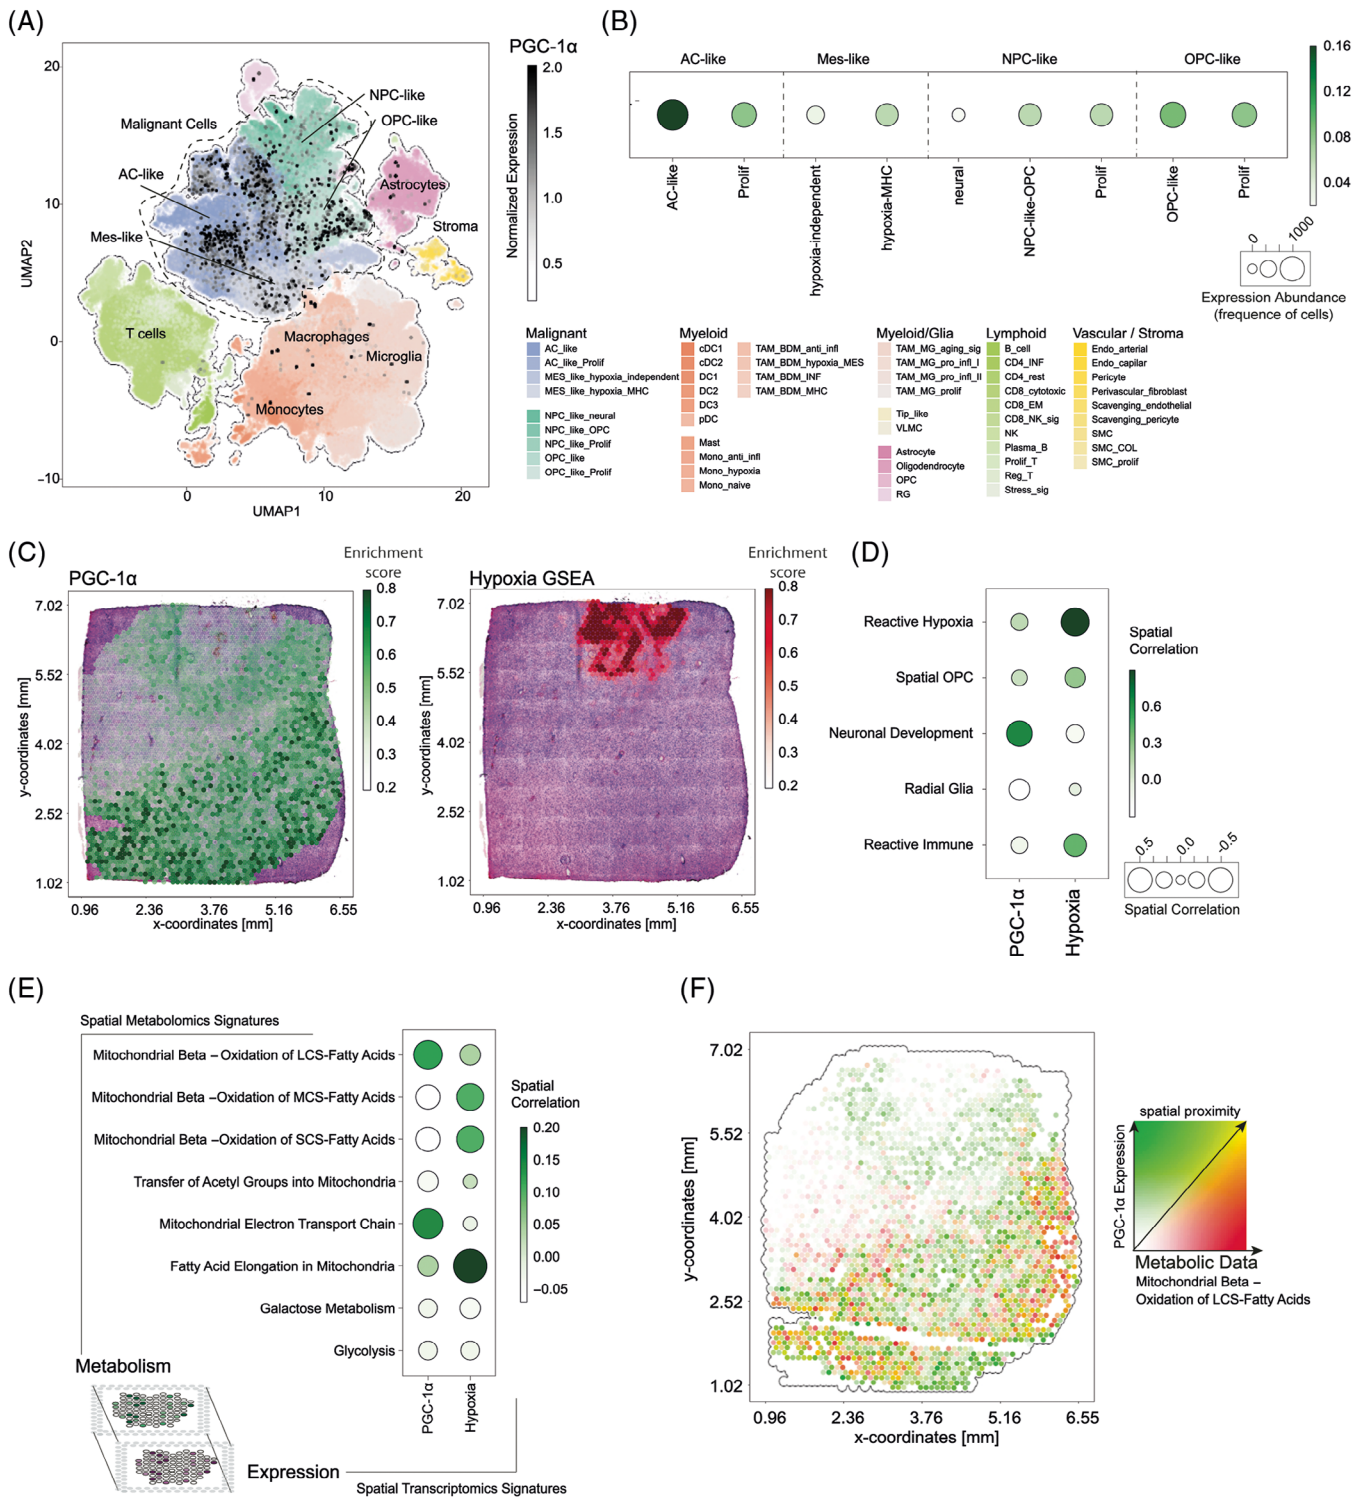 (A)
PGC-1α
2.0
1.5
1.0
0.5
Normalized Expression
20
10
0
−10
UMAP2
0
10
20
UMAP1
NPC-like
OPC-like
Malignant Cells
AC-like
Mes-like
Astrocytes
Stroma
T cells
Macrophages
Microglia
Monocytes
(B)
AC-like
Mes-like
NPC-like
OPC-like
AC-like
Prolif
hypoxia-independent
hypoxia-MHC
neural
NPC-like-OPC
Prolif
OPC-like
Prolif
0.16
0.12
0.08
0.04
0
1000
Expression Abundance
(frequence of cells)
Malignant
AC_like
AC_like_Prolif
MES_like_hypoxia_independent
MES_like_hypoxia_MHC
NPC_like_neural
NPC_like_OPC
NPC_like_Prolif
OPC_like
OPC_like_Prolif
Myeloid
cDC1
cDC2
DC1
DC2
DC3
pDC
Mast
Mono_anti_infl
Mono_hypoxia
Mono_naive
TAM_BDM_anti_infl
TAM_BDM_hypoxia_MES
TAM_BDM_INF
TAM_BDM_MHC
Myeloid/Glia
TAM_MG_aging_sig
TAM_MG_pro_infl_I
TAM_MG_pro_infl_II
TAM_MG_prolif
Tip_like
VLMC
Astrocyte
Oligodendrocyte
OPC
RG
Lymphoid
B_cell
CD4_INF
CD4_rest
CD8_cytotoxic
CD8_EM
CD8_NK_sig
NK
Plasma_B
Prolif_T
Reg_T
Stress_sig
Vascular / Stroma
Endo_arterial
Endo_capilar
Pericyte
Perivascular_fibroblast
Scavenging_endothelial
Scavenging_pericyte
SMC
SMC_COL
SMC_prolif
(C)
PGC-1α
Enrichment
score
0.8
0.7
0.6
0.5
0.4
0.3
0.2
7.02
5.52
4.02
2.52
1.02
y-coordinates [mm]
0.96
2.36
3.76
5.16
6.55
x-coordinates [mm]
Hypoxia GSEA
Enrichment
score
0.8
0.7
0.6
0.5
0.4
0.3
0.2
7.02
5.52
4.02
2.52
1.02
y-coordinates [mm]
0.96
2.36
3.76
5.16
6.55
x-coordinates [mm]
(D)
Reactive Hypoxia
Spatial OPC
Neuronal Development
Radial Glia
Reactive Immune
PGC-1α
Hypoxia
Spatial
Correlation
0.6
0.3
0.0
0.5
0.0
-0.5
Spatial Correlation
(E)
Spatial Metabolomics Signatures
Mitochondrial Beta −Oxidation of LCS-Fatty Acids
Mitochondrial Beta −Oxidation of MCS-Fatty Acids
Mitochondrial Beta −Oxidation of SCS-Fatty Acids
Transfer of Acetyl Groups into Mitochondria
Mitochondrial Electron Transport Chain
Fatty Acid Elongation in Mitochondria
Galactose Metabolism
Glycolysis
PGC-1α
Hypoxia
Spatial
Correlation
0.20
0.15
0.10
0.05
0.00
−0.05
Metabolism
Expression
Spatial Transcriptomics Signatures
(F)
7.02
5.52
4.02
2.52
1.02
y-coordinates [mm]
0.96
2.36
3.76
5.16
6.55
x-coordinates [mm]
spatial proximity
PGC-1α Expression
Metabolic Data
Mitochondrial Beta −
Oxidation of LCS-Fatty Acids